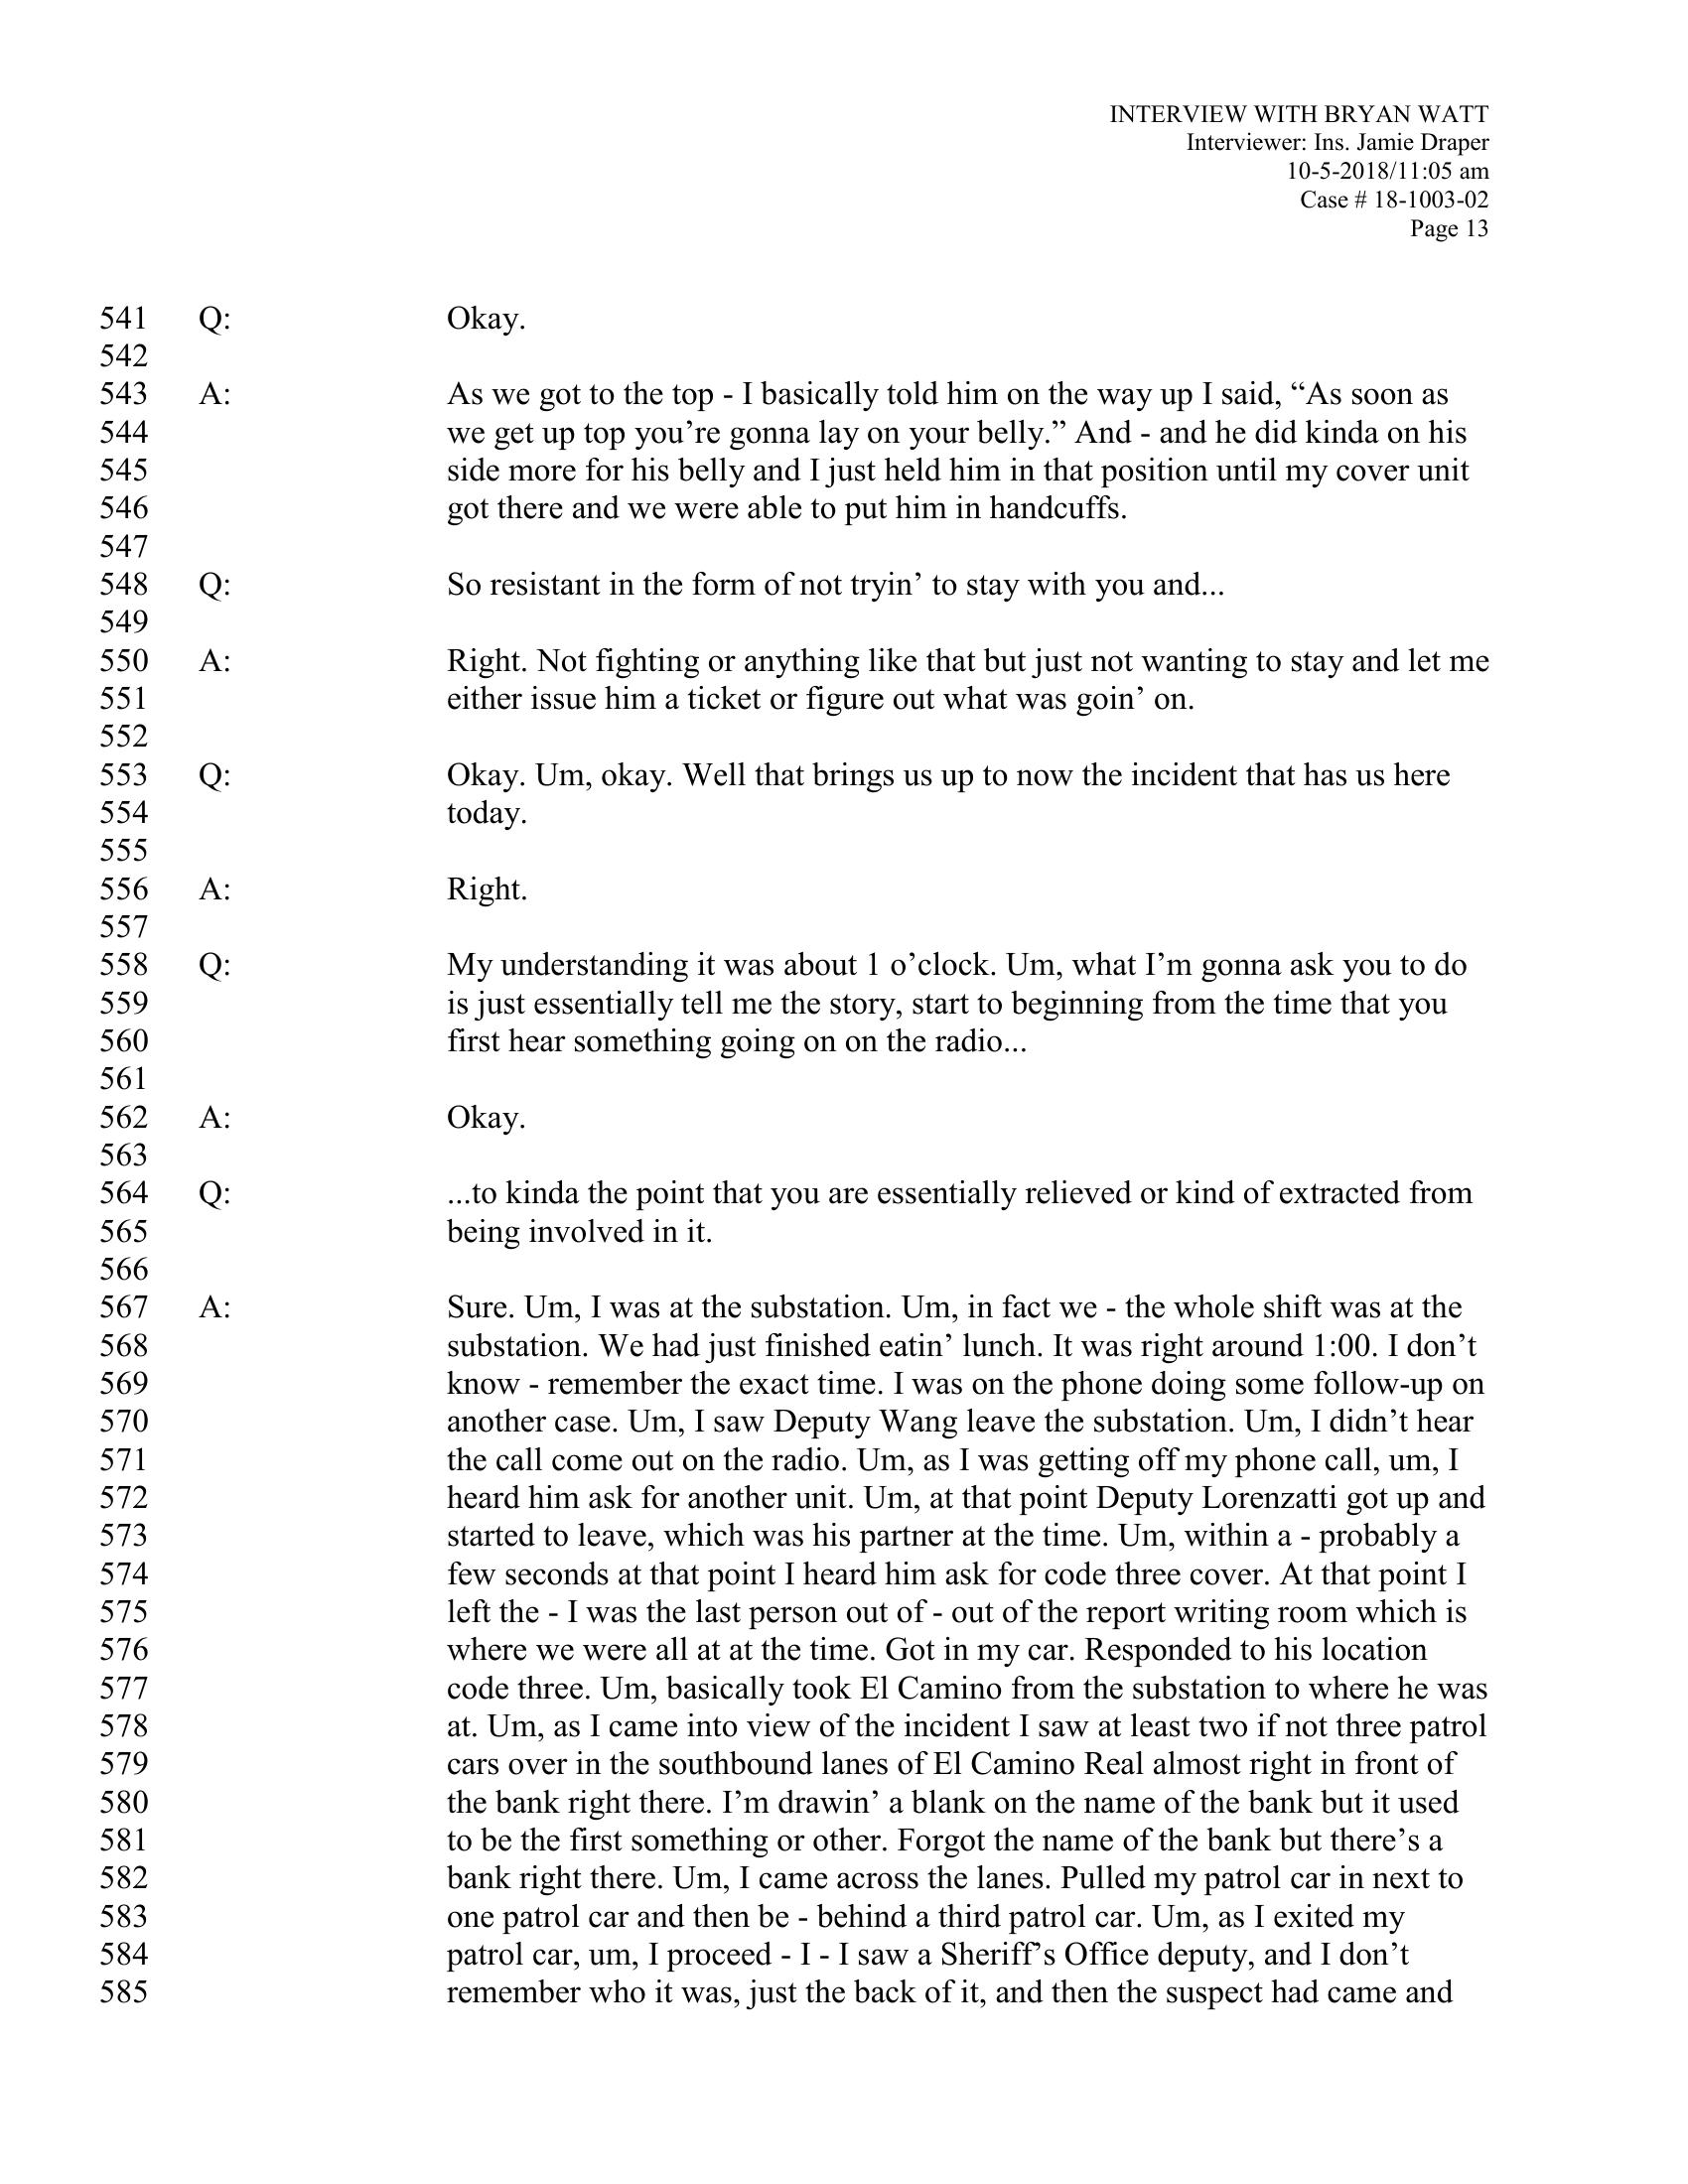 INTERVIEW WITH BRYAN WATT
Interviewer: Ins. Jamie Draper
10-5-2018/11:05 am
Case # 18-1003-02
Page 13
541 Q: Okay.
542
543 A: As we got to the top - I basically told him on the way up I said, “As soon as
544 we get up top you’re gonna lay on your belly.” And - and he did kinda on his
545 side more for his belly and I just held him in that position until my cover unit
546 got there and we were able to put him in handcuffs.
547
548 Q: So resistant in the form of not tryin’ to stay with you and...
549
550 A: Right. Not fighting or anything like that but just not wanting to stay and let me
551 either issue him a ticket or figure out what was goin’ on.
552
553 Q: Okay. Um, okay. Well that brings us up to now the incident that has us here
554 today.
555
556 A: Right.
557
558 Q: My understanding it was about 1 o’clock. Um, what I’m gonna ask you to do
559 is just essentially tell me the story, start to beginning from the time that you
560 first hear something going on on the radio...
561
562 A: Okay.
563
564 Q: ...to kinda the point that you are essentially relieved or kind of extracted from
565 being involved in it.
566
567 A: Sure. Um, I was at the substation. Um, in fact we - the whole shift was at the
568 substation. We had just finished eatin’ lunch. It was right around 1:00. I don’t
569 know - remember the exact time. I was on the phone doing some follow-up on
570 another case. Um, I saw Deputy Wang leave the substation. Um, I didn’t hear
571 the call come out on the radio. Um, as I was getting off my phone call, um, I
572 heard him ask for another unit. Um, at that point Deputy Lorenzatti got up and
573 started to leave, which was his partner at the time. Um, within a - probably a
574 few seconds at that point I heard him ask for code three cover. At that point I
575 left the - I was the last person out of - out of the report writing room which is
576 where we were all at at the time. Got in my car. Responded to his location
577 code three. Um, basically took El Camino from the substation to where he was
578 at. Um, as I came into view of the incident I saw at least two if not three patrol
579 cars over in the southbound lanes of El Camino Real almost right in front of
580 the bank right there. I’m drawin’ a blank on the name of the bank but it used
581 to be the first something or other. Forgot the name of the bank but there’s a
582 bank right there. Um, I came across the lanes. Pulled my patrol car in next to
583 one patrol car and then be - behind a third patrol car. Um, as I exited my
584 patrol car, um, I proceed - I - I saw a Sheriff’s Office deputy, and I don’t
585 remember who it was, just the back of it, and then the suspect had came and